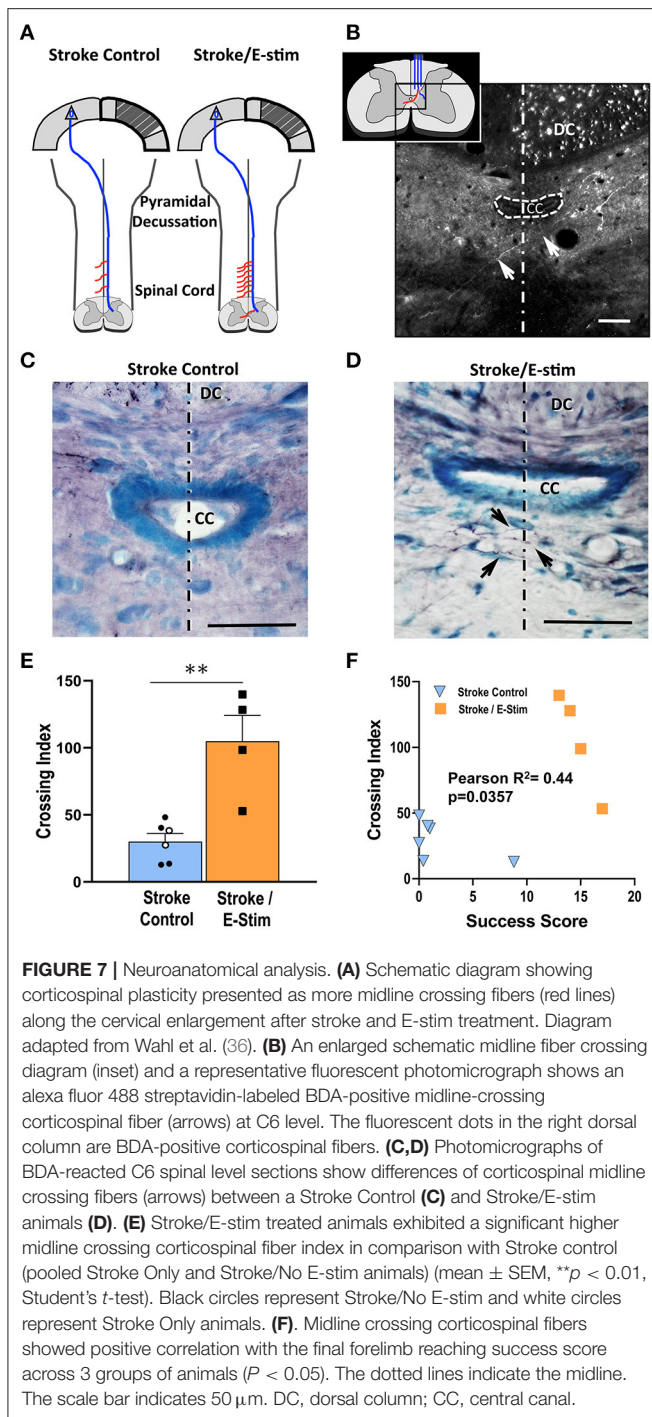 A
Stroke Control
Stroke/E-stim
Pyramidal
Decussation
Spinal Cord
B
DC
CC
C
Stroke Control
DC
CC
D
Stroke/E-stim
DC
CC
E
**
Crossing Index
150
100
50
0
Stroke
Control
Stroke /
E-Stim
F
Crossing Index
150
100
50
0
Stroke Control
Stroke / E-Stim
Pearson R²= 0.44
p=0.0357
0 5 10 15 20
Success Score
FIGURE 7 | Neuroanatomical analysis. (A) Schematic diagram showing
corticospinal plasticity presented as more midline crossing fibers (red lines)
along the cervical enlargement after stroke and E-stim treatment. Diagram
adapted from Wahl et al. (36). (B) An enlarged schematic midline fiber crossing
diagram (inset) and a representative fluorescent photomicrograph shows an
alexa fluor 488 streptavidin-labeled BDA-positive midline-crossing
corticospinal fiber (arrows) at C6 level. The fluorescent dots in the right dorsal
column are BDA-positive corticospinal fibers. (C,D) Photomicrographs of
BDA-reacted C6 spinal level sections show differences of corticospinal midline
crossing fibers (arrows) between a Stroke Control (C) and Stroke/E-stim
animals (D). (E) Stroke/E-stim treated animals exhibited a significant higher
midline crossing corticospinal fiber index in comparison with Stroke control
(pooled Stroke Only and Stroke/No E-stim animals) (mean ± SEM, **p < 0.01,
Student's t-test). Black circles represent Stroke/No E-stim and white circles
represent Stroke Only animals. (F). Midline crossing corticospinal fibers
showed positive correlation with the final forelimb reaching success score
across 3 groups of animals (P < 0.05). The dotted lines indicate the midline.
The scale bar indicates 50 μm. DC, dorsal column; CC, central canal.